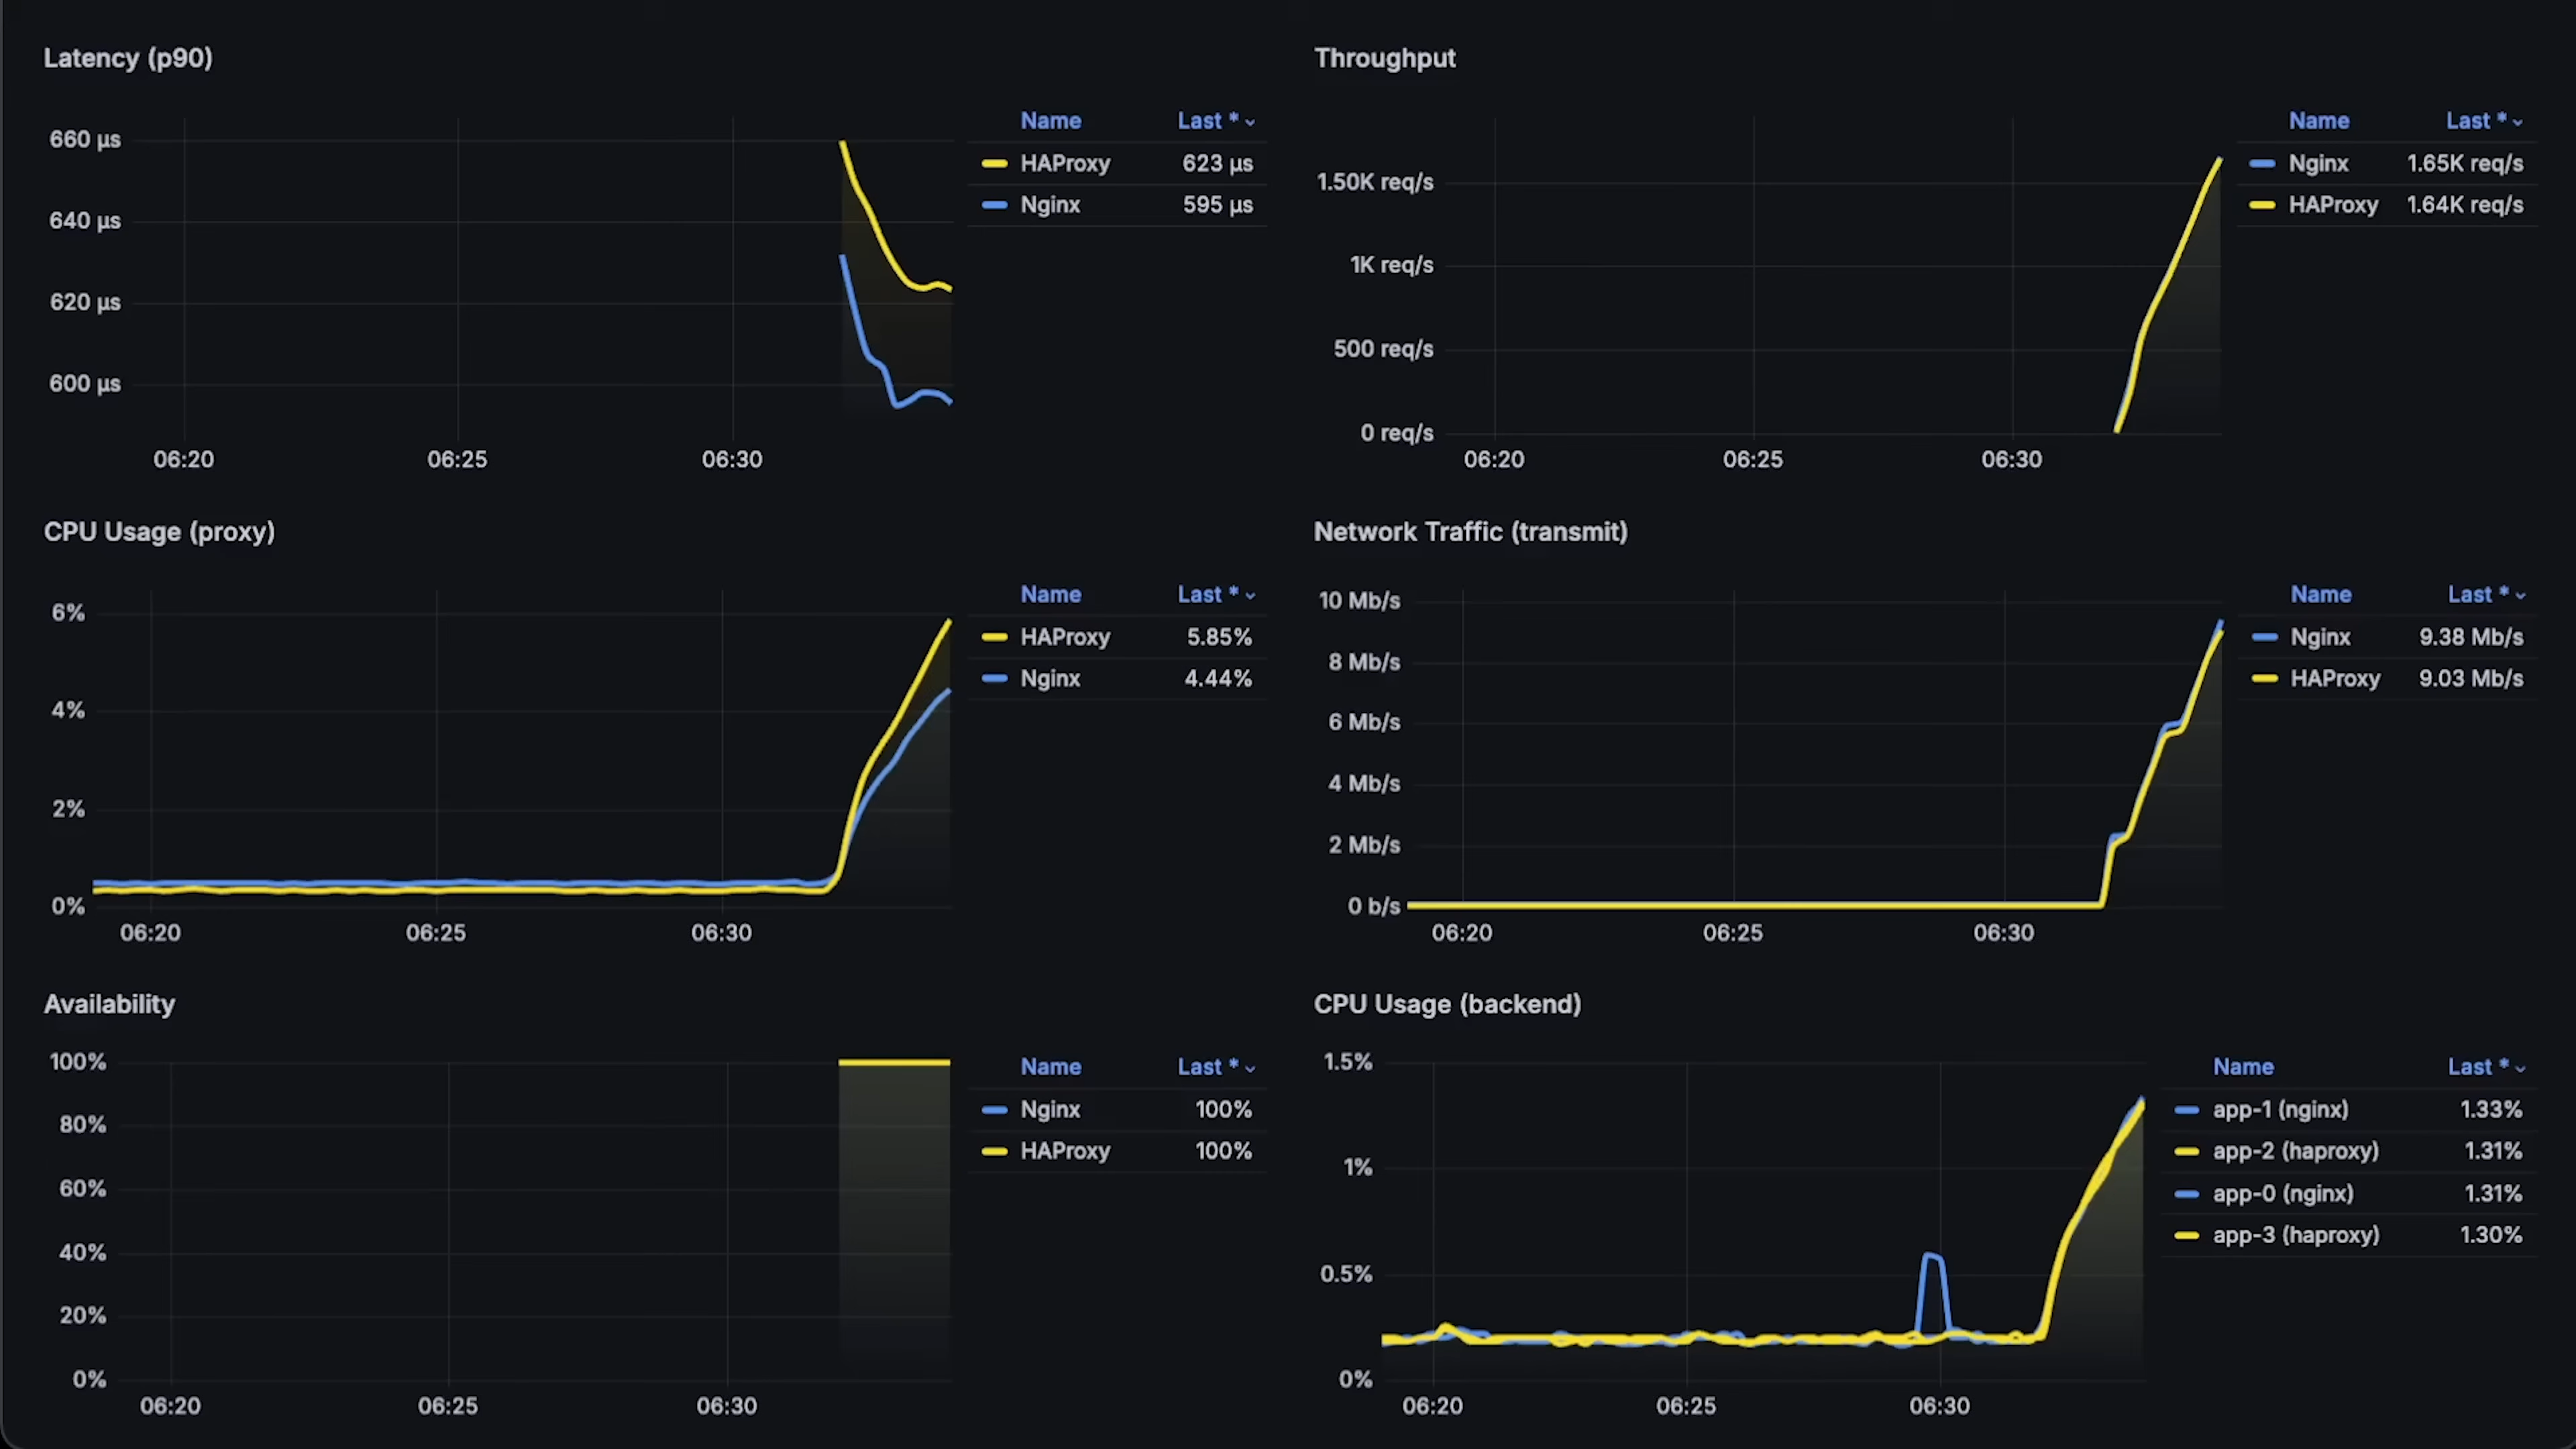 Latency (p90)
Name Last *
660 µs
HAProxy 623 µs
Nginx 595 µs
640 µs
620 µs
600 µs
06:20 06:25 06:30
Throughput
Name Last *
Nginx 1.65K req/s
1.50K req/s
HAProxy 1.64K req/s
1K req/s
500 req/s
0 req/s
06:20 06:25 06:30
CPU Usage (proxy)
Name Last *
6%
HAProxy 5.85%
Nginx 4.44%
4%
2%
0%
06:20 06:25 06:30
Network Traffic (transmit)
Name Last *
10 Mb/s
Nginx 9.38 Mb/s
8 Mb/s
HAProxy 9.03 Mb/s
6 Mb/s
4 Mb/s
2 Mb/s
0 b/s
06:20 06:25 06:30
Availability
100%
Name Last *
Nginx 100%
80%
HAProxy 100%
60%
40%
20%
0%
06:20 06:25 06:30
CPU Usage (backend)
1.5%
Name Last *
app-1 (nginx) 1.33%
app-2 (haproxy) 1.31%
1%
app-0 (nginx) 1.31%
app-3 (haproxy) 1.30%
0.5%
0%
06:20 06:25 06:30